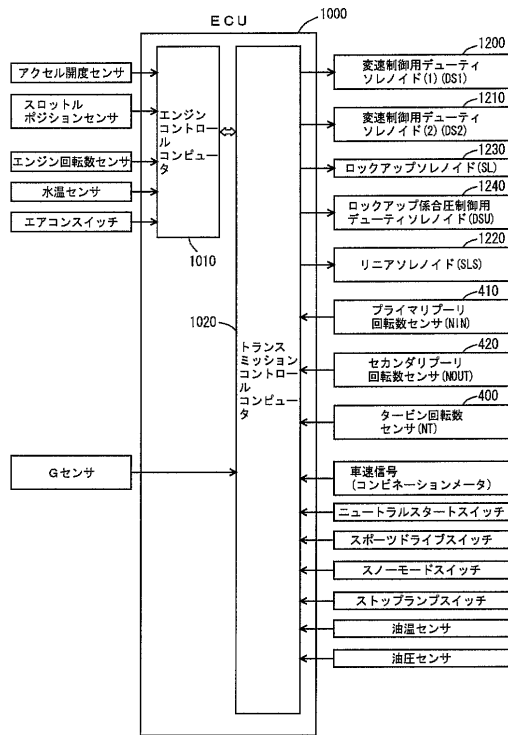 ECU
1000
アクセル開度センサ
スロットル
ポジションセンサ
エンジン回転数センサ
水温センサ
エアコンスイッチ
エンジン
コントロール
コンピュータ
1010
1020
トランス
ミッション
コントロール
コンピュータ
Gセンサ
1200
変速制御用デューティ
ソレノイド(1)(DS1)
1210
変速制御用デューティ
ソレノイド(2)(DS2)
1230
ロックアップソレノイド(SL)
1240
ロックアップ係合圧制御用
デューティソレノイド(DSU)
1220
リニアソレノイド(SLS)
410
プライマリプーリ
回転数センサ(NIN)
420
セカンダリプーリ
回転数センサ(NOUT)
400
タービン回転数
センサ(NT)
車速信号
(コンビネーションメータ)
ニュートラルスタートスイッチ
スポーツドライブスイッチ
スノーモードスイッチ
ストップランプスイッチ
油温センサ
油圧センサ